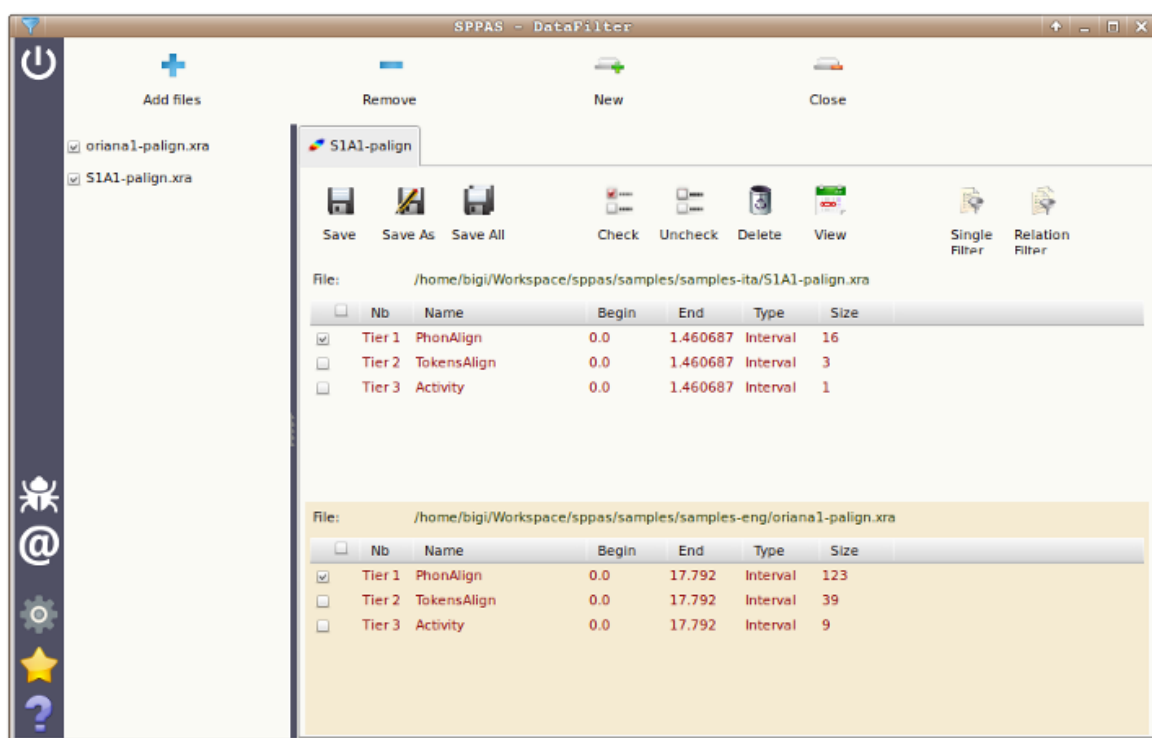 SPPAS - DataFilter
Add files Remove New Close
oriana1-palign.xra
S1A1-palign.xra
S1A1-palign
Save Save As Save All Check Uncheck Delete View Single Filter Relation Filter
File: /home/bigi/Workspace/sppas/samples/samples-ita/S1A1-palign.xra
Nb Name Begin End Type Size
Tier 1 PhonAlign 0.0 1.460687 Interval 16
Tier 2 TokensAlign 0.0 1.460687 Interval 3
Tier 3 Activity 0.0 1.460687 Interval 1
File: /home/bigi/Workspace/sppas/samples/samples-eng/oriana1-palign.xra
Nb Name Begin End Type Size
Tier 1 PhonAlign 0.0 17.792 Interval 123
Tier 2 TokensAlign 0.0 17.792 Interval 39
Tier 3 Activity 0.0 17.792 Interval 9
@
?